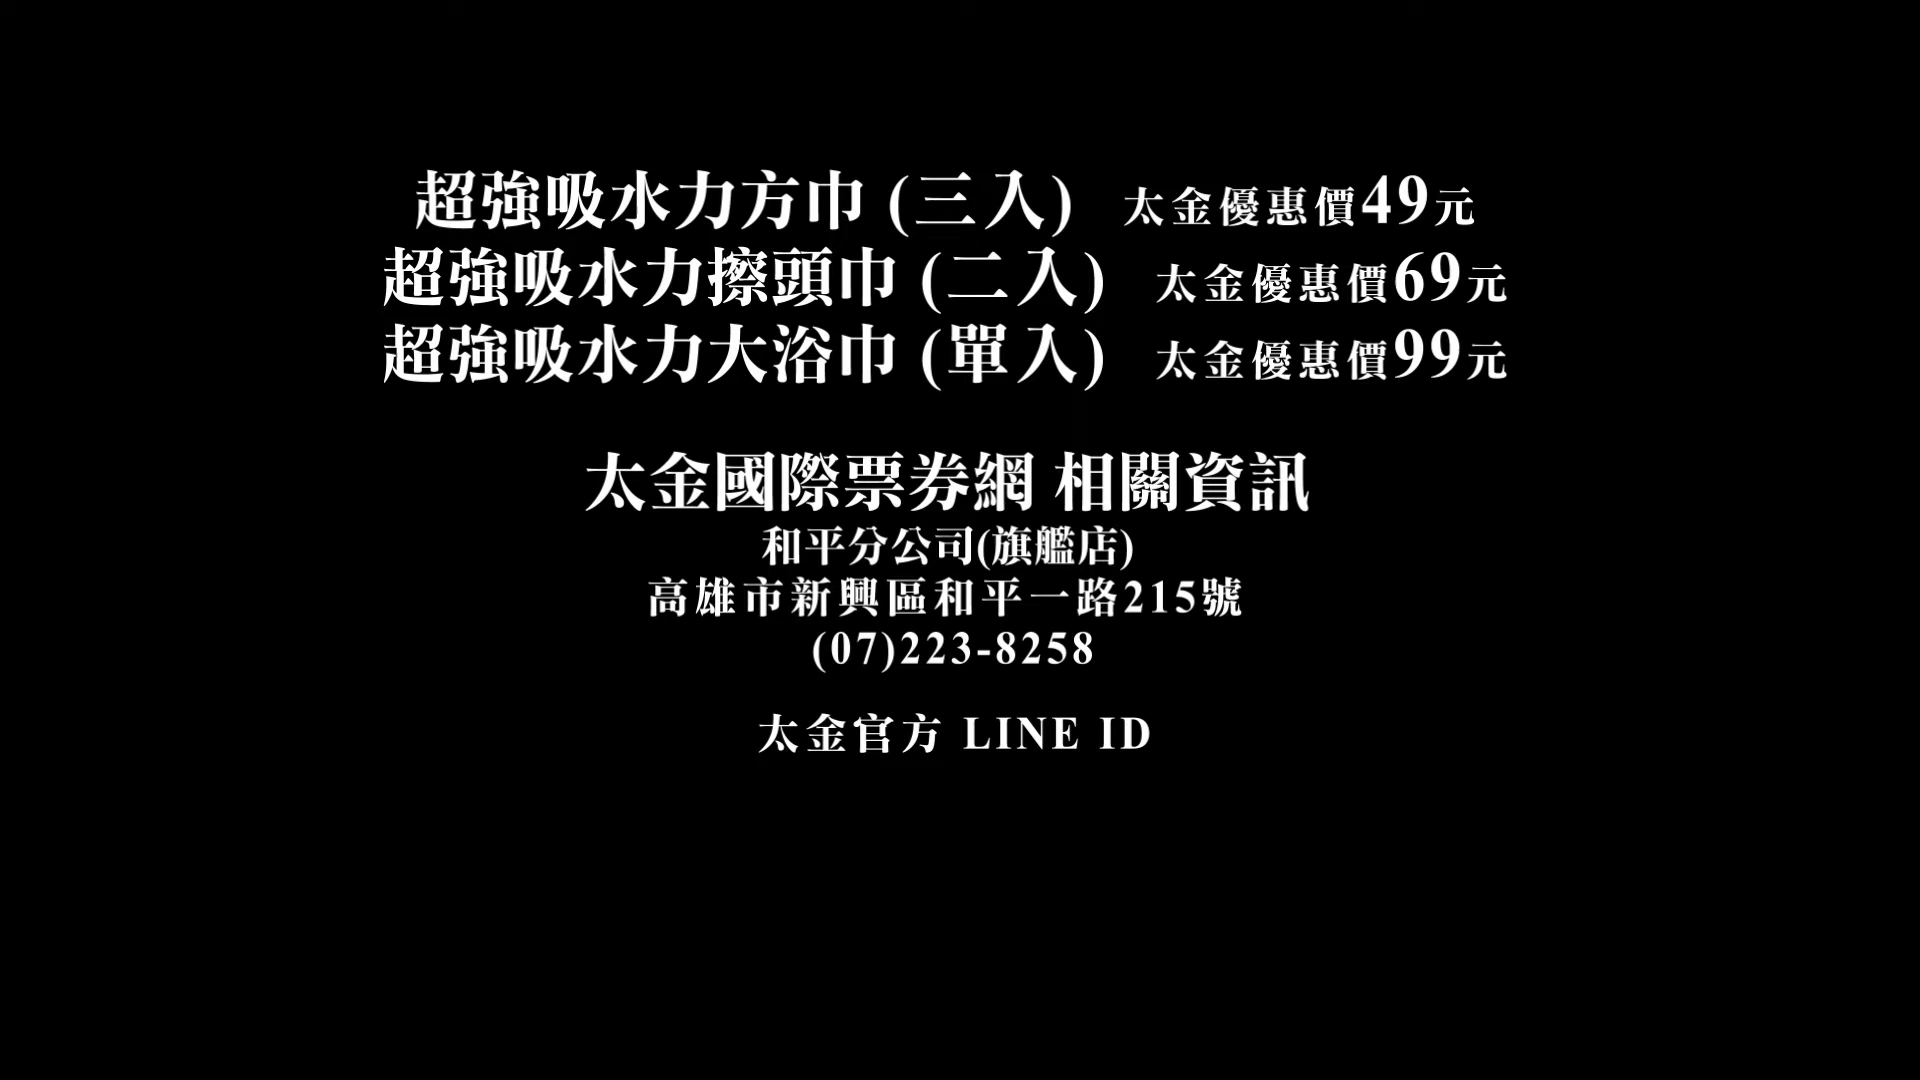 超強吸水力方巾 (三入) 太金優惠價49元
超強吸水力擦頭巾 (二入) 太金優惠價69元
超強吸水力大浴巾 (單入) 太金優惠價99元
太金國際票券網 相關資訊
和平分公司(旗艦店)
高雄市新興區和平一路215號
(07)223-8258
太金官方 LINE ID